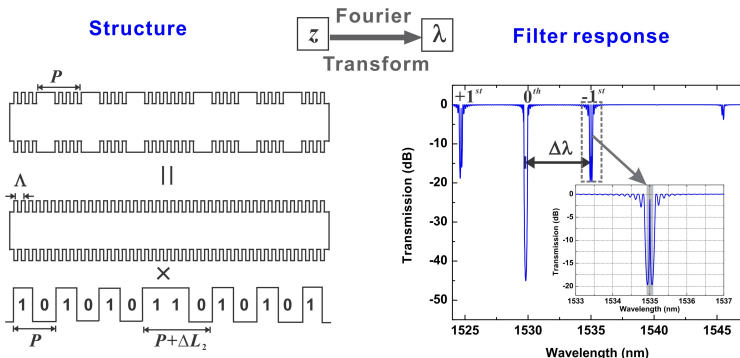 Structure
z
Fourier
Transform
λ
Filter response
P
Λ
×
1 0 1 0 1 0 1 1 0 1 0 1 0 1
P
P+ΔL₂
+1st
0th
-1st
Δλ
0
-10
-20
-30
-40
-50
Transmission (dB)
1525
1530
1535
1540
1545
Wavelength (nm)
0
-5
-10
-15
-20
Transmission (dB)
1533
1534
1535
1536
1537
Wavelength (nm)